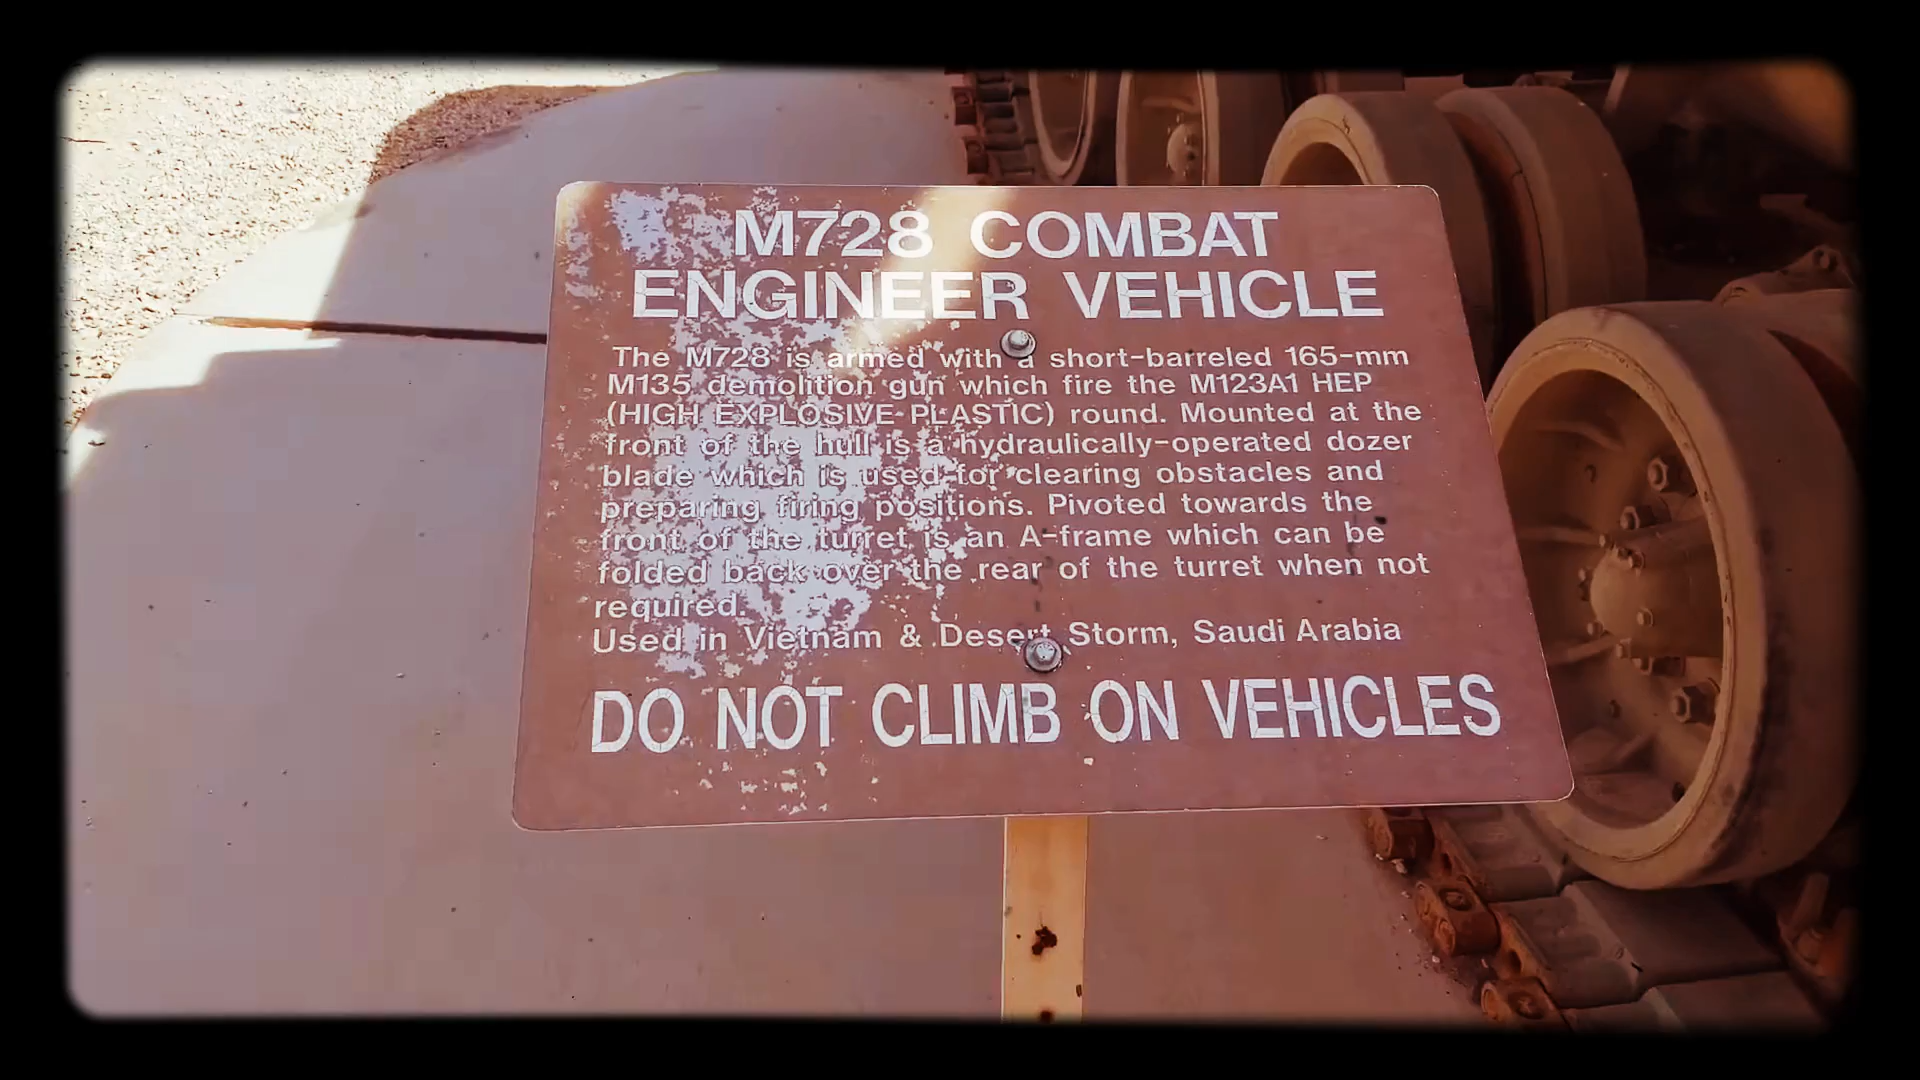 M728 COMBAT
ENGINEER VEHICLE
The M728 is armed with a short-barreled 165-mm
M135 demolition gun which fire the M123A1 HEP
(HIGH EXPLOSIVE PLASTIC) round. Mounted at the
front of the hull is a hydraulically-operated dozer
blade which is used for clearing obstacles and
preparing firing positions. Pivoted towards the
front of the turret is an A-frame which can be
folded back over the rear of the turret when not
required.
Used in Vietnam & Desert Storm, Saudi Arabia
DO NOT CLIMB ON VEHICLES